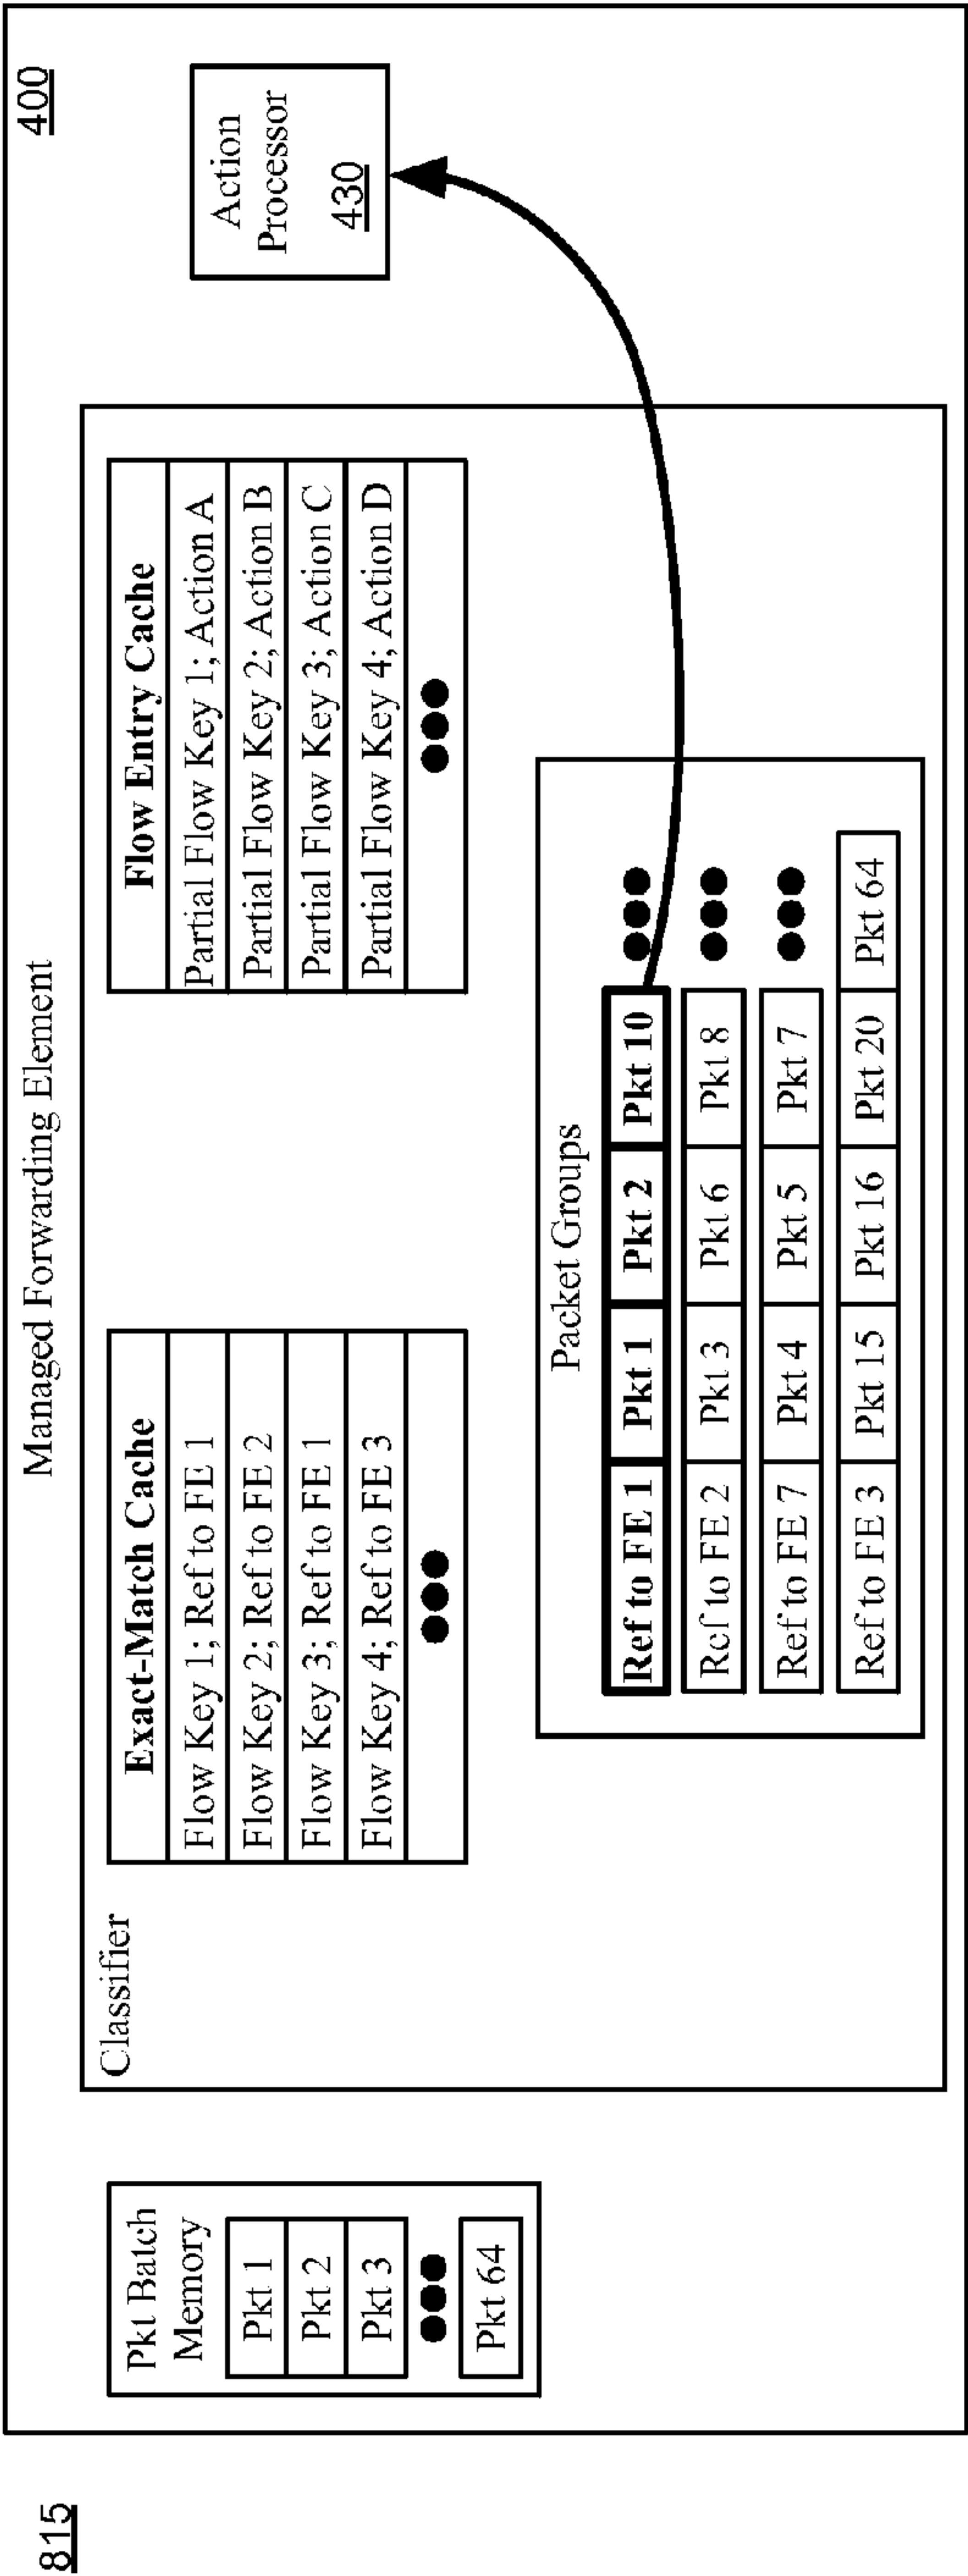 815
Managed Forwarding Element
400
Pkt Batch
Memory
Pkt 1
Pkt 2
Pkt 3
Pkt 64
Classifier
Exact-Match Cache
Flow Key 1; Ref to FE 1
Flow Key 2; Ref to FE 2
Flow Key 3; Ref to FE 1
Flow Key 4; Ref to FE 3
Flow Entry Cache
Partial Flow Key 1; Action A
Partial Flow Key 2; Action B
Partial Flow Key 3; Action C
Partial Flow Key 4; Action D
Action
Processor
430
Packet Groups
Ref to FE 1 Pkt 1 Pkt 2 Pkt 10
Ref to FE 2 Pkt 3 Pkt 6 Pkt 8
Ref to FE 7 Pkt 4 Pkt 5 Pkt 7
Ref to FE 3 Pkt 15 Pkt 16 Pkt 20 Pkt 64